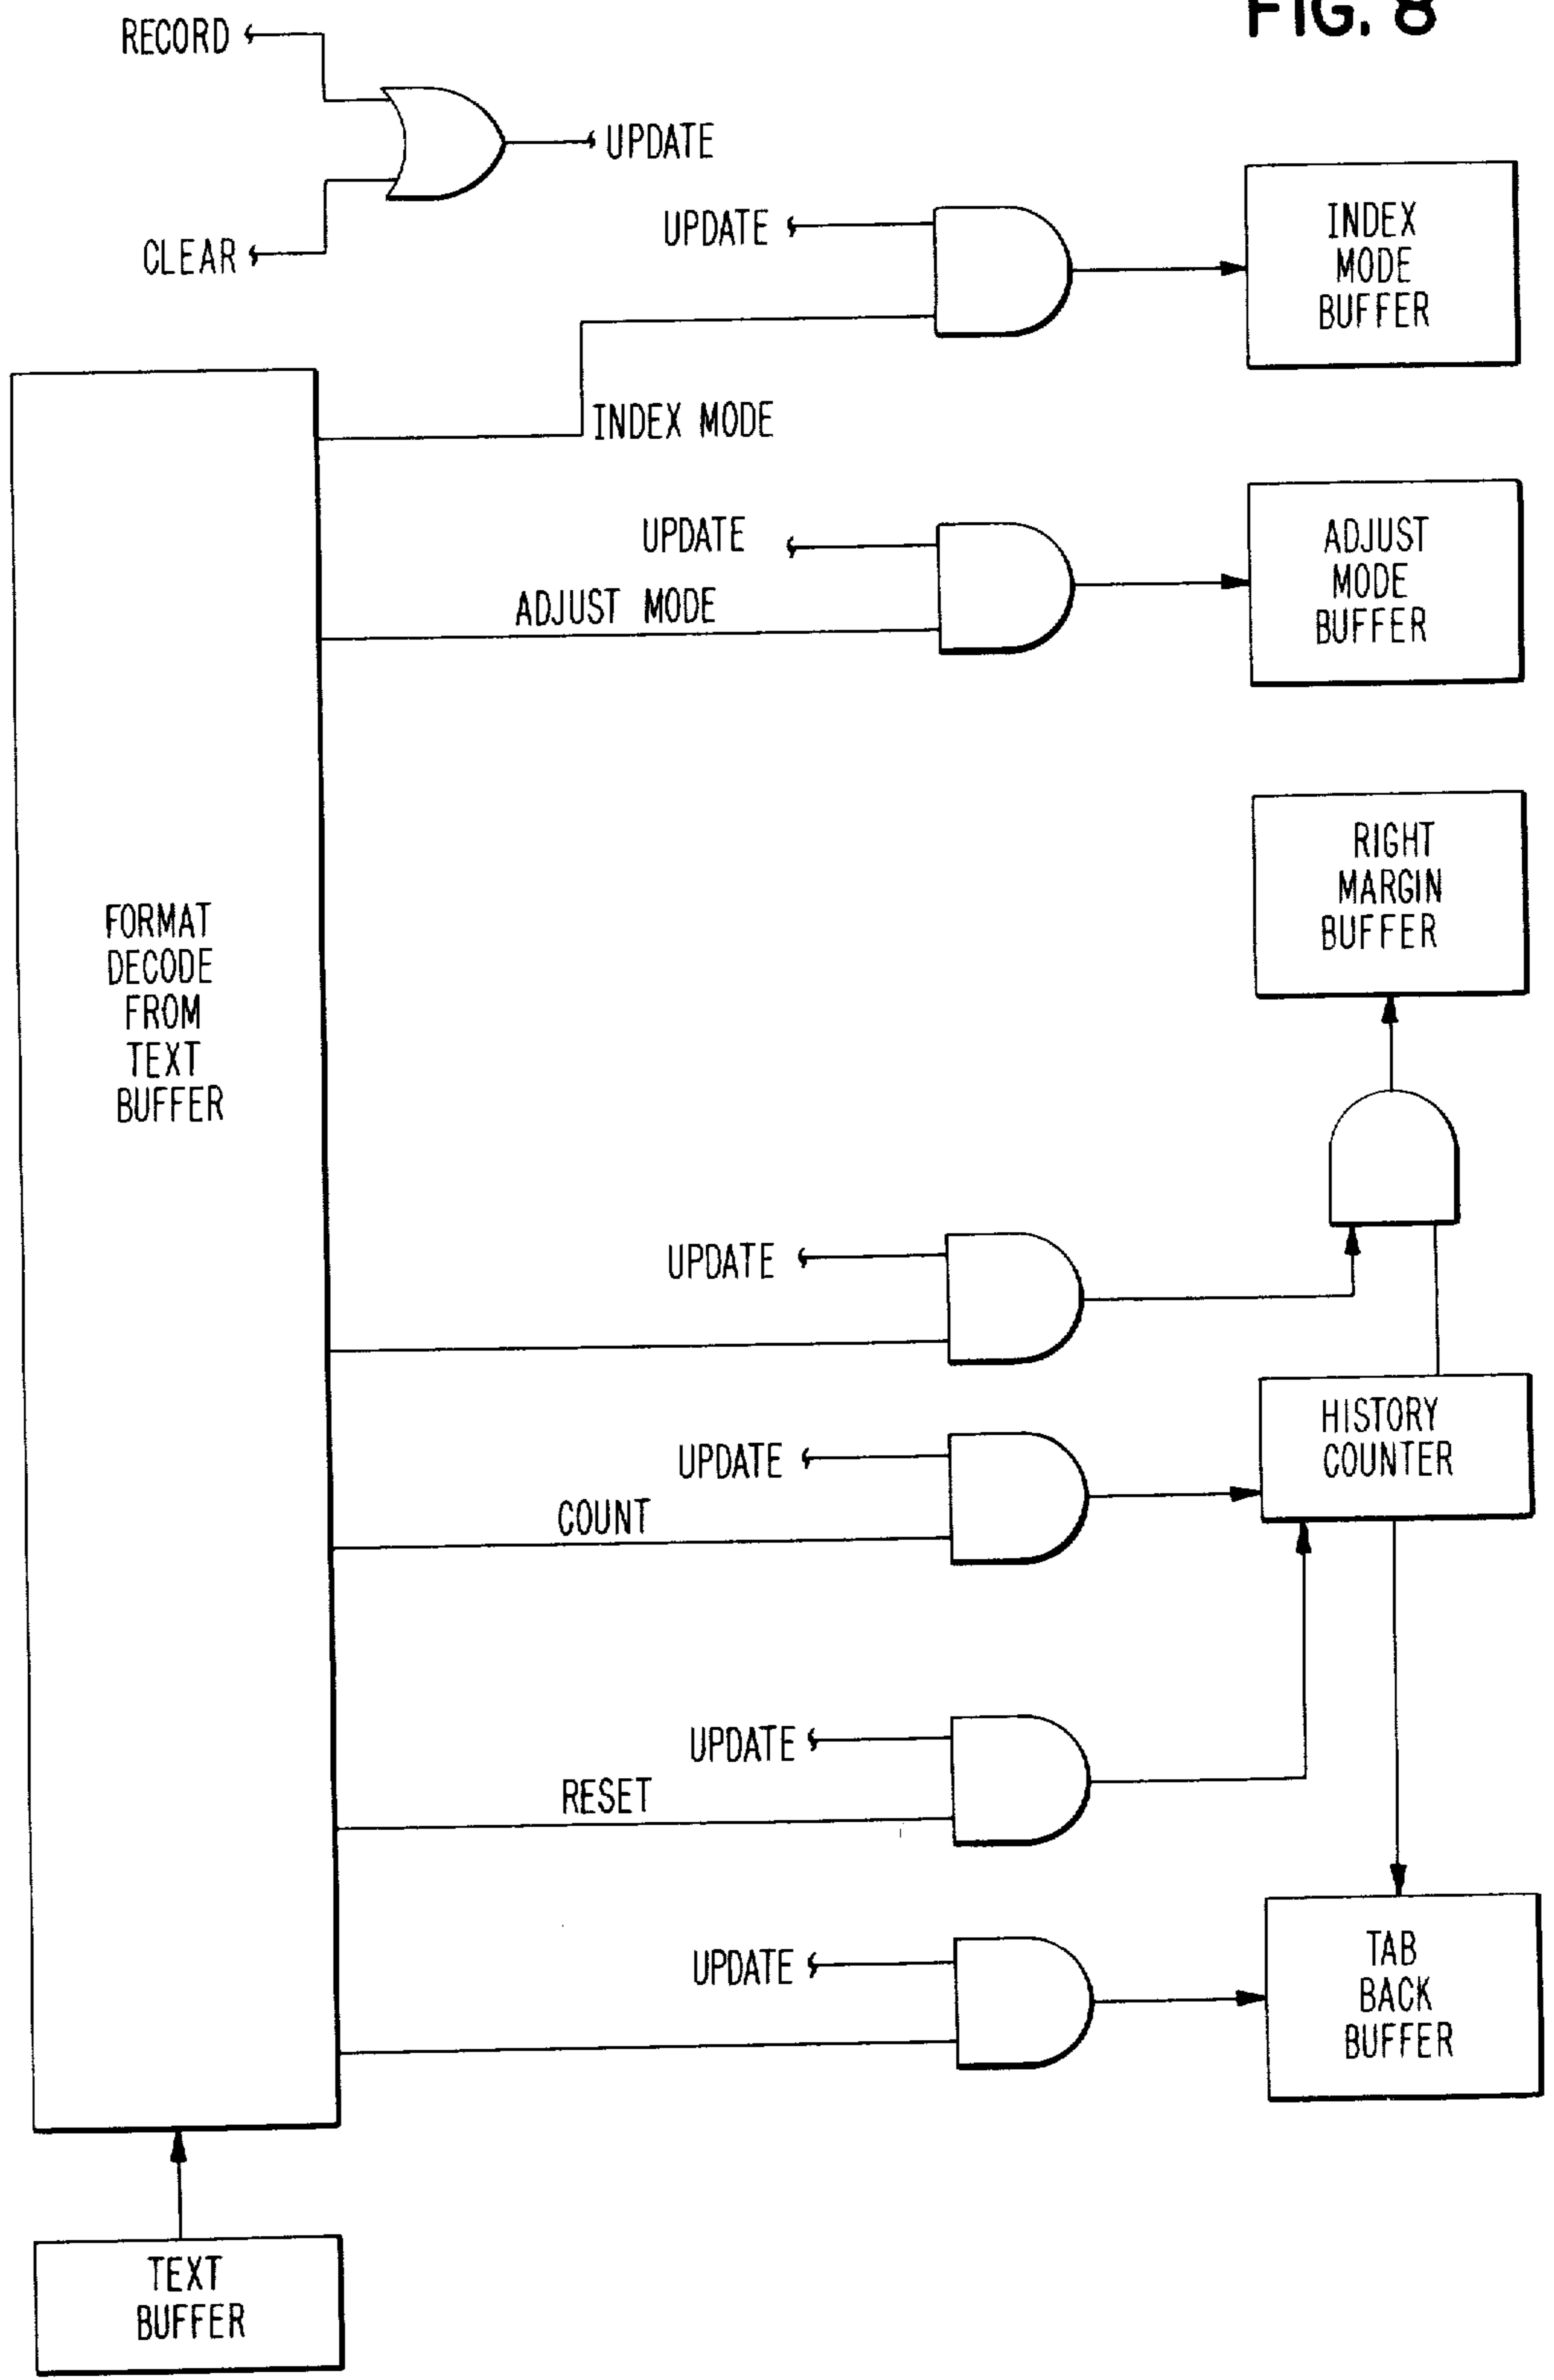 FIG. 8
RECORD
UPDATE
CLEAR
UPDATE
INDEX
MODE
BUFFER
INDEX MODE
UPDATE
ADJUST MODE
ADJUST
MODE
BUFFER
RIGHT
MARGIN
BUFFER
FORMAT
DECODE
FROM
TEXT
BUFFER
UPDATE
HISTORY
COUNTER
UPDATE
COUNT
UPDATE
RESET
UPDATE
TAB
BACK
BUFFER
TEXT
BUFFER